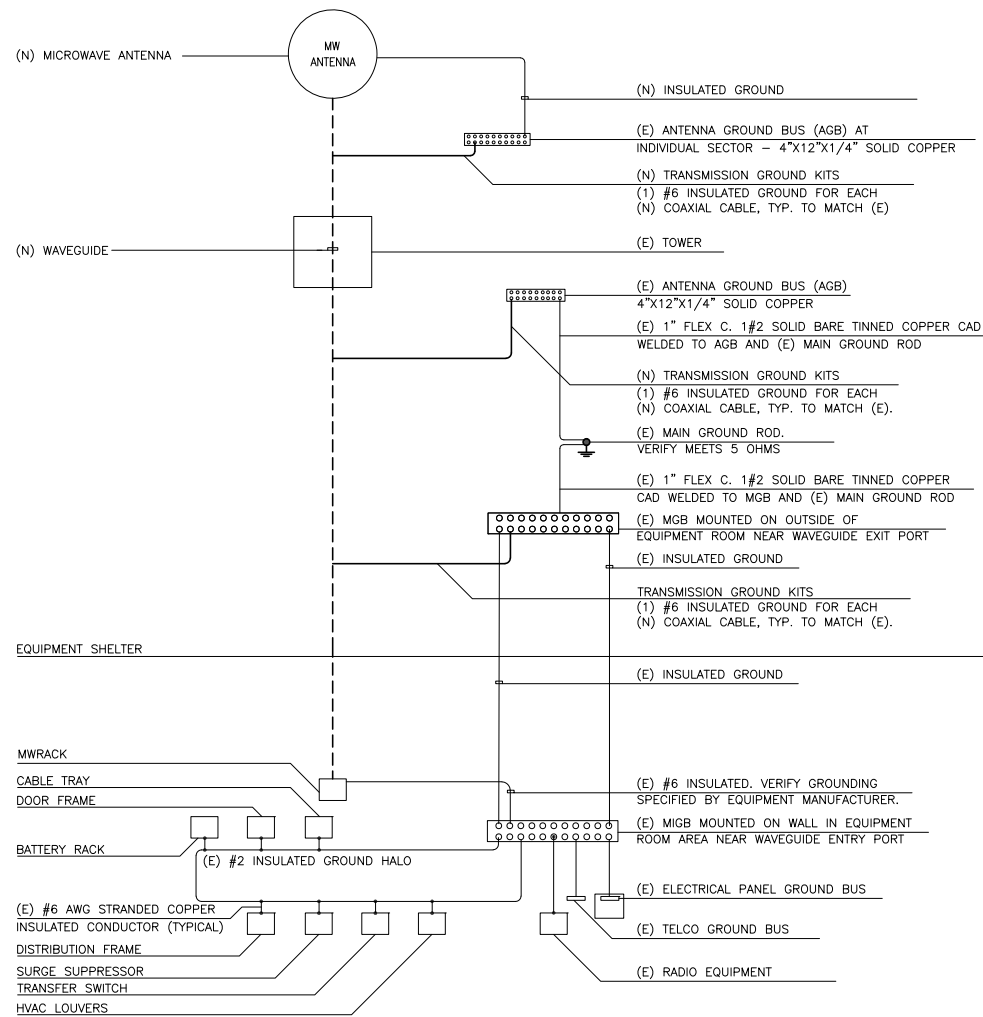 MW
ANTENNA
(N) MICROWAVE ANTENNA
(N) INSULATED GROUND
(E) ANTENNA GROUND BUS (AGB) AT
INDIVIDUAL SECTOR – 4"X12"X1/4" SOLID COPPER
(N) TRANSMISSION GROUND KITS
(1) #6 INSULATED GROUND FOR EACH
(N) COAXIAL CABLE, TYP. TO MATCH (E)
(N) WAVEGUIDE
(E) TOWER
(E) ANTENNA GROUND BUS (AGB)
4"X12"X1/4" SOLID COPPER
(E) 1" FLEX C. 1#2 SOLID BARE TINNED COPPER CAD
WELDED TO AGB AND (E) MAIN GROUND ROD
(N) TRANSMISSION GROUND KITS
(1) #6 INSULATED GROUND FOR EACH
(N) COAXIAL CABLE, TYP. TO MATCH (E).
(E) MAIN GROUND ROD.
VERIFY MEETS 5 OHMS
(E) 1" FLEX C. 1#2 SOLID BARE TINNED COPPER
CAD WELDED TO MGB AND (E) MAIN GROUND ROD
(E) MGB MOUNTED ON OUTSIDE OF
EQUIPMENT ROOM NEAR WAVEGUIDE EXIT PORT
(E) INSULATED GROUND
TRANSMISSION GROUND KITS
(1) #6 INSULATED GROUND FOR EACH
(N) COAXIAL CABLE, TYP. TO MATCH (E).
EQUIPMENT SHELTER
(E) INSULATED GROUND
MWRACK
CABLE TRAY
DOOR FRAME
BATTERY RACK
(E) #6 INSULATED. VERIFY GROUNDING
SPECIFIED BY EQUIPMENT MANUFACTURER.
(E) MIGB MOUNTED ON WALL IN EQUIPMENT
ROOM AREA NEAR WAVEGUIDE ENTRY PORT
(E) #2 INSULATED GROUND HALO
(E) #6 AWG STRANDED COPPER
INSULATED CONDUCTOR (TYPICAL)
DISTRIBUTION FRAME
SURGE SUPPRESSOR
TRANSFER SWITCH
HVAC LOUVERS
(E) ELECTRICAL PANEL GROUND BUS
(E) TELCO GROUND BUS
(E) RADIO EQUIPMENT